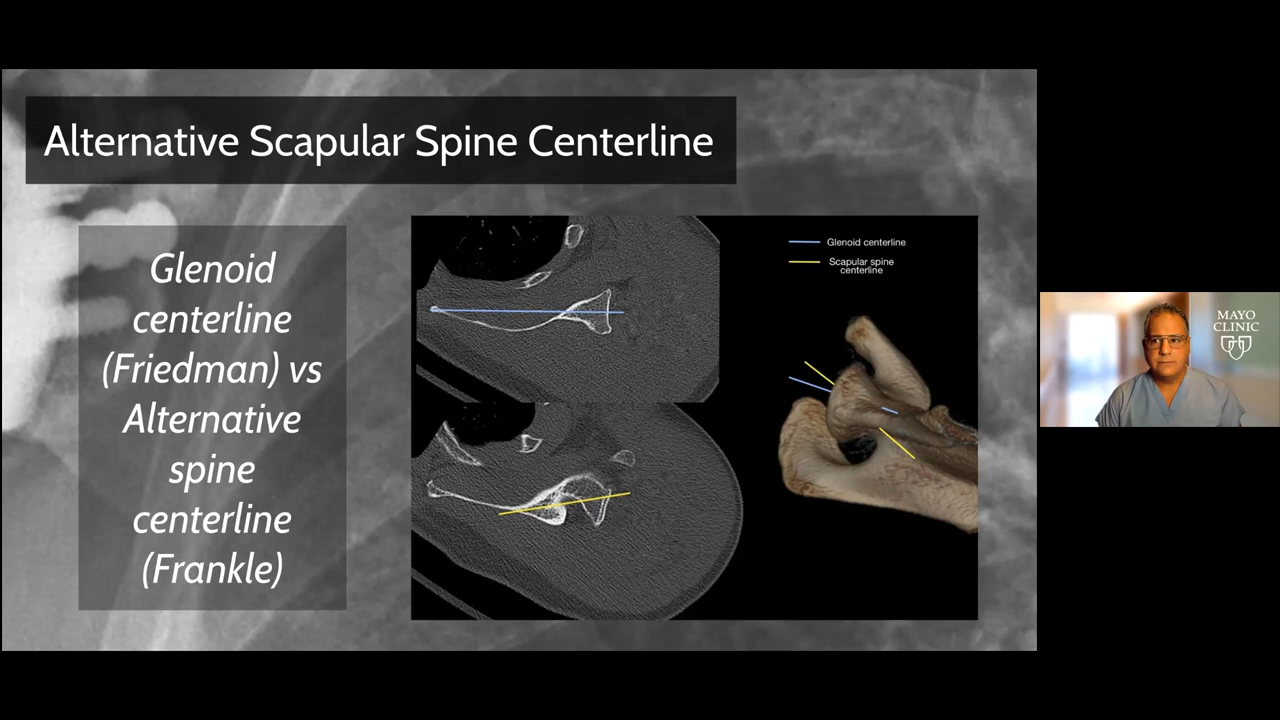 Alternative Scapular Spine Centerline
Glenoid
centerline
(Friedman) vs
Alternative
spine
centerline
(Frankle)
Glenoid centerline
Scapular spine
centerline
MAYO
CLINIC